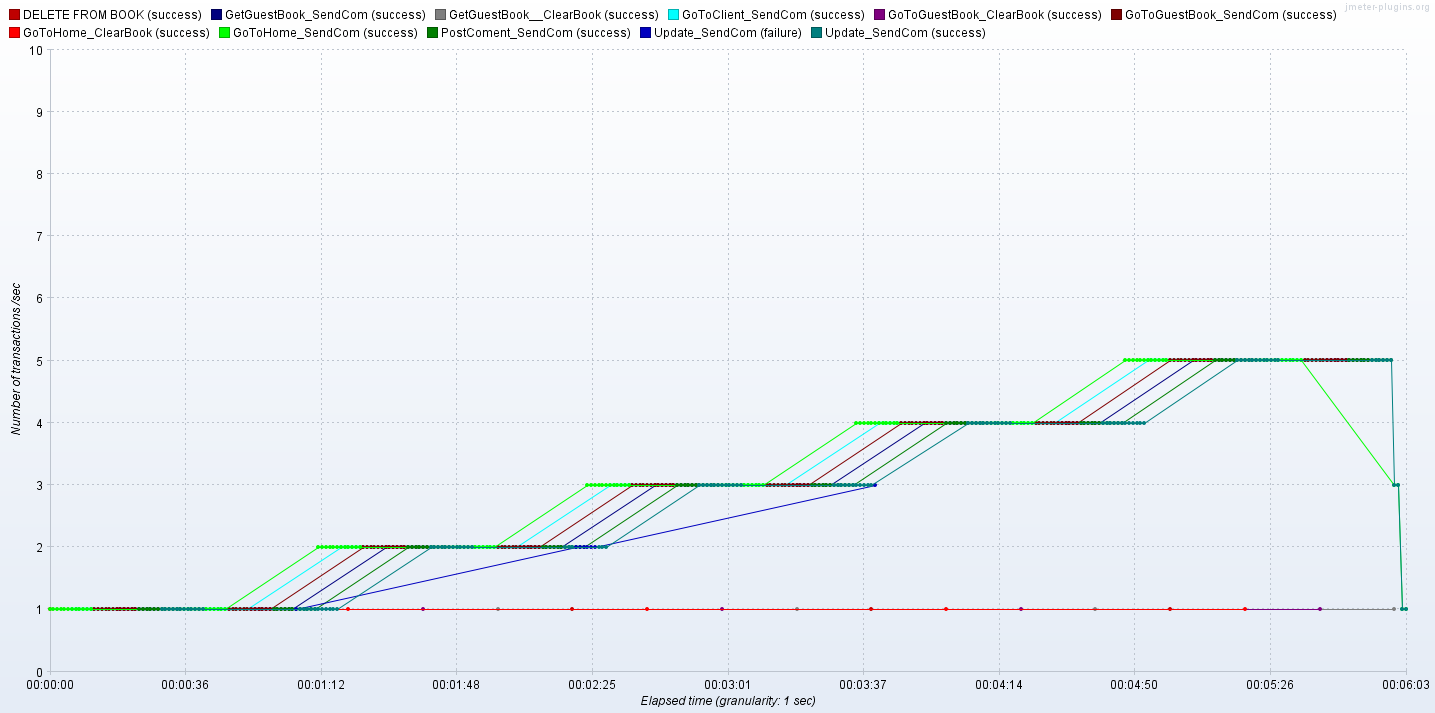 jmeter-plugins.org
DELETE FROM BOOK (success) GetGuestBook_SendCom (success) GetGuestBook__ClearBook (success) GoToClient_SendCom (success) GoToGuestBook_ClearBook (success) GoToGuestBook_SendCom (success)
GoToHome_ClearBook (success) GoToHome_SendCom (success) PostComent_SendCom (success) Update_SendCom (failure) Update_SendCom (success)
10
9
8
7
6
5
4
3
2
1
0
Number of transactions /sec
00:00:00 00:00:36 00:01:12 00:01:48 00:02:25 00:03:01 00:03:37 00:04:14 00:04:50 00:05:26 00:06:03
Elapsed time (granularity: 1 sec)